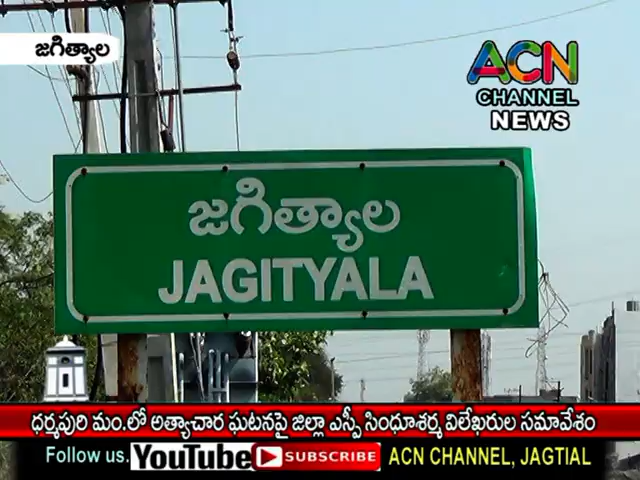 జగిత్యాల
ACN
CHANNEL
NEWS
జగిత్యాల
JAGITYALA
ధర్మపురి మం.లో అత్యాచార ఘటనపై జిల్లా ఎస్పీ సింధూశర్మ విలేఖరుల సమావేశం
Follow us. YouTube SUBSCRIBE ACN CHANNEL, JAGTIAL